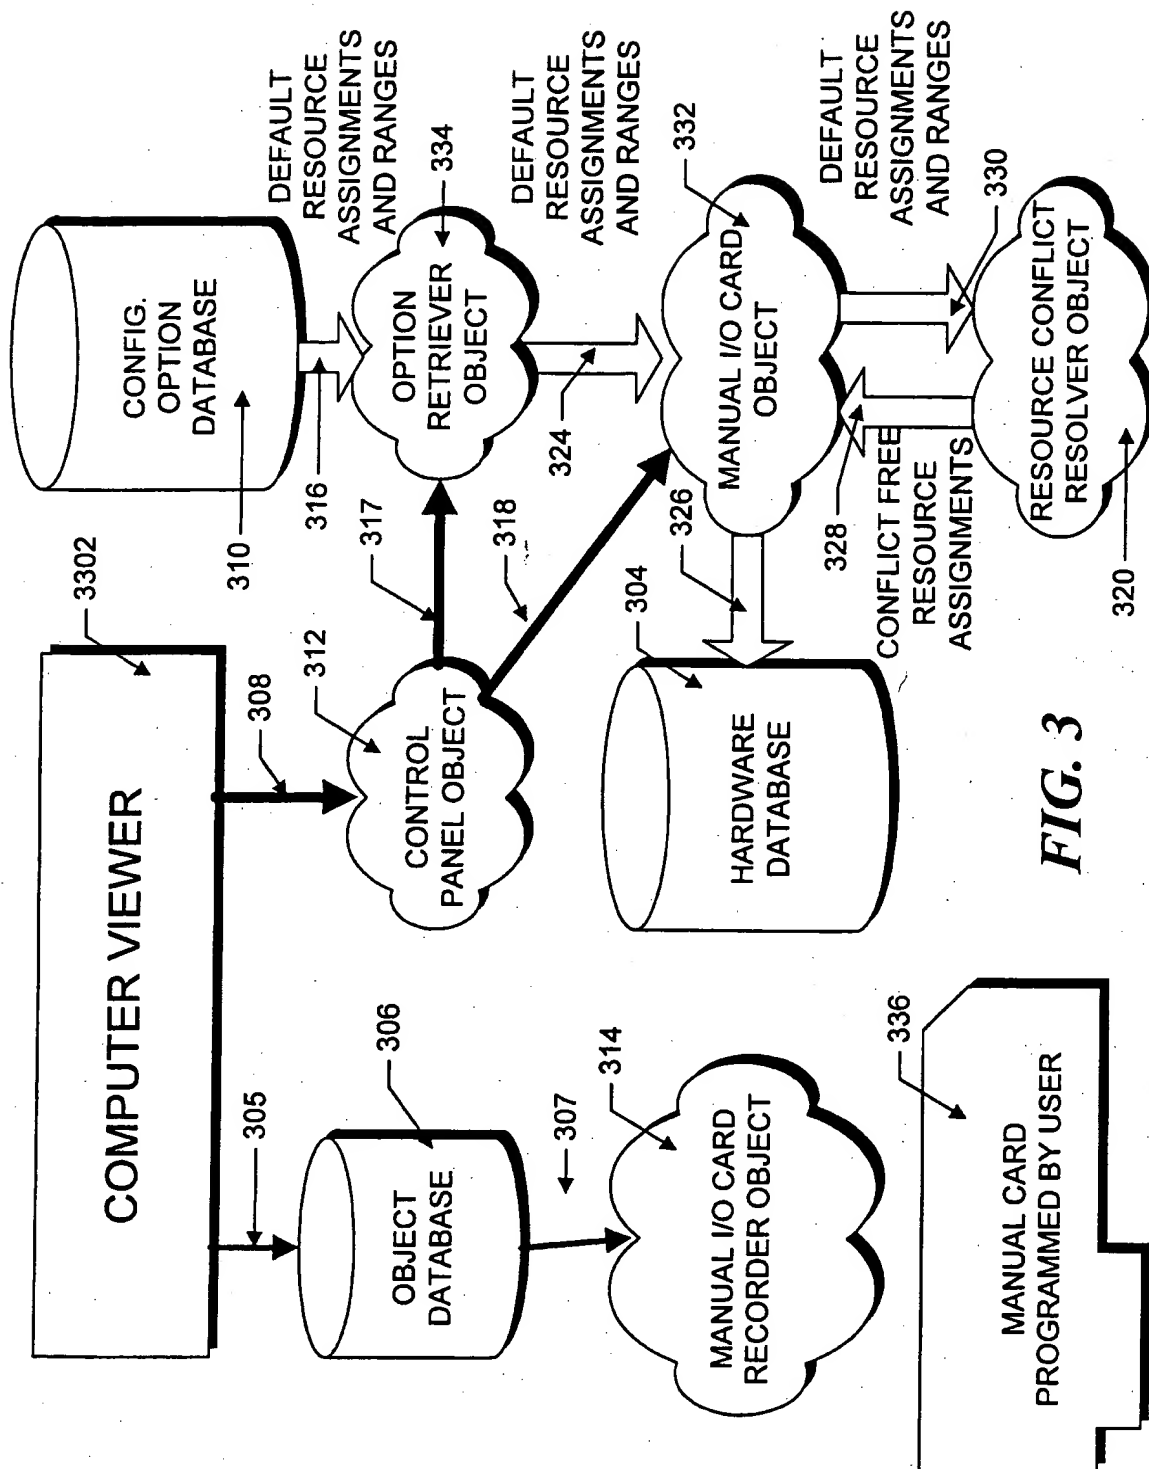 COMPUTER VIEWER
3302
305
308
OBJECT
DATABASE
306
307
MANUAL I/O CARD
RECORDER OBJECT
314
MANUAL CARD
PROGRAMMED BY USER
336
CONTROL
PANEL OBJECT
312
317
318
CONFIG.
OPTION
DATABASE
310
316
DEFAULT
RESOURCE
ASSIGNMENTS
AND RANGES
OPTION
RETRIEVER
OBJECT
334
324
DEFAULT
RESOURCE
ASSIGNMENTS
AND RANGES
MANUAL I/O CARD
OBJECT
332
326
HARDWARE
DATABASE
304
328
CONFLICT FREE
RESOURCE
ASSIGNMENTS
330
DEFAULT
RESOURCE
ASSIGNMENTS
AND RANGES
RESOURCE CONFLICT
RESOLVER OBJECT
320
FIG. 3